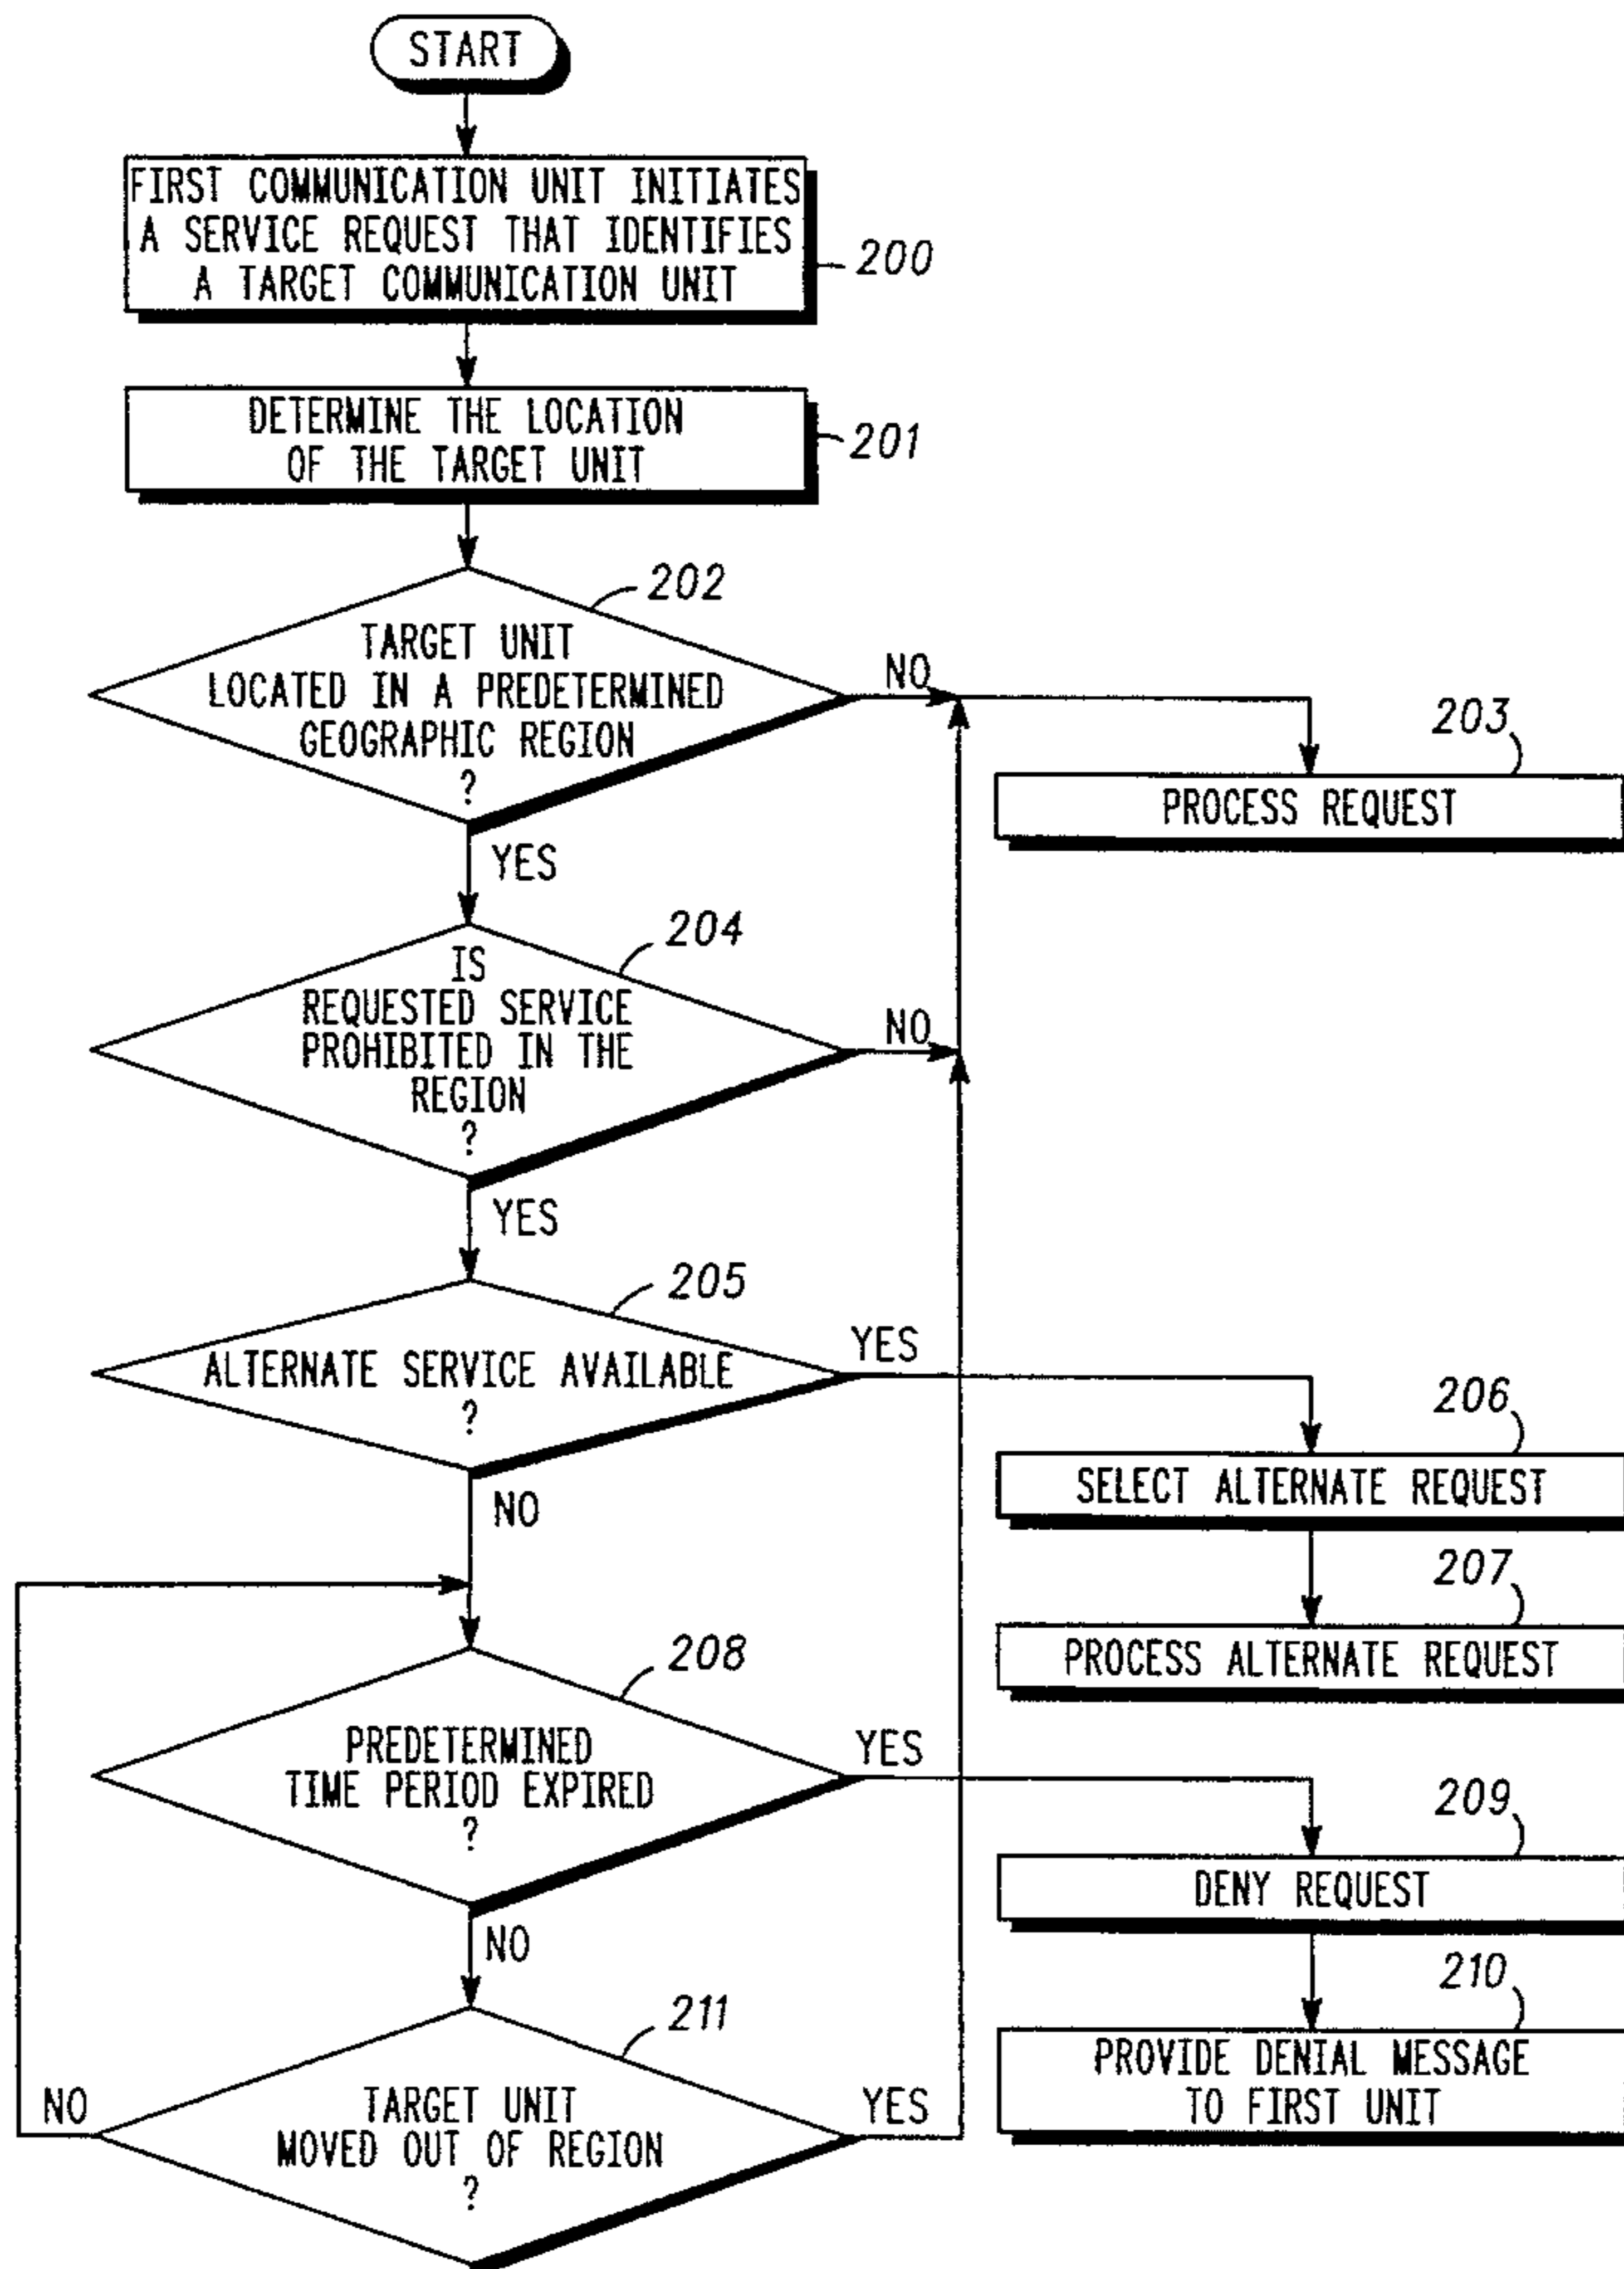 START
FIRST COMMUNICATION UNIT INITIATES
A SERVICE REQUEST THAT IDENTIFIES
A TARGET COMMUNICATION UNIT
200
DETERMINE THE LOCATION
OF THE TARGET UNIT
201
202
TARGET UNIT
LOCATED IN A PREDETERMINED
GEOGRAPHIC REGION
?
NO
YES
203
PROCESS REQUEST
204
IS
REQUESTED SERVICE
PROHIBITED IN THE
REGION
?
NO
YES
205
ALTERNATE SERVICE AVAILABLE
?
YES
NO
206
SELECT ALTERNATE REQUEST
207
PROCESS ALTERNATE REQUEST
208
PREDETERMINED
TIME PERIOD EXPIRED
?
YES
NO
209
DENY REQUEST
210
PROVIDE DENIAL MESSAGE
TO FIRST UNIT
211
TARGET UNIT
MOVED OUT OF REGION
?
NO
YES